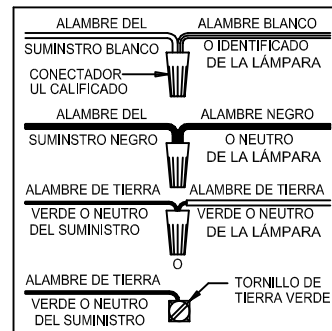 ALAMBRE DEL ALAMBRE BLANCO
SUMINSTRO BLANCO O IDENTIFICADO
CONECTADOR DE LA LÁMPARA
UL CALIFICADO
ALAMBRE DEL ALAMBRE NEGRO
SUMINSTRO NEGRO O NEUTRO
DE LA LÁMPARA
ALAMBRE DE TIERRA ALAMBRE DE TIERRA
VERDE O NEUTRO VERDE O NEUTRO
DEL SUMINISTRO DE LA LÁMPARA
O
ALAMBRE DE TIERRA TORNILLO DE
VERDE O NEUTRO TIERRA VERDE
DEL SUMINISTRO